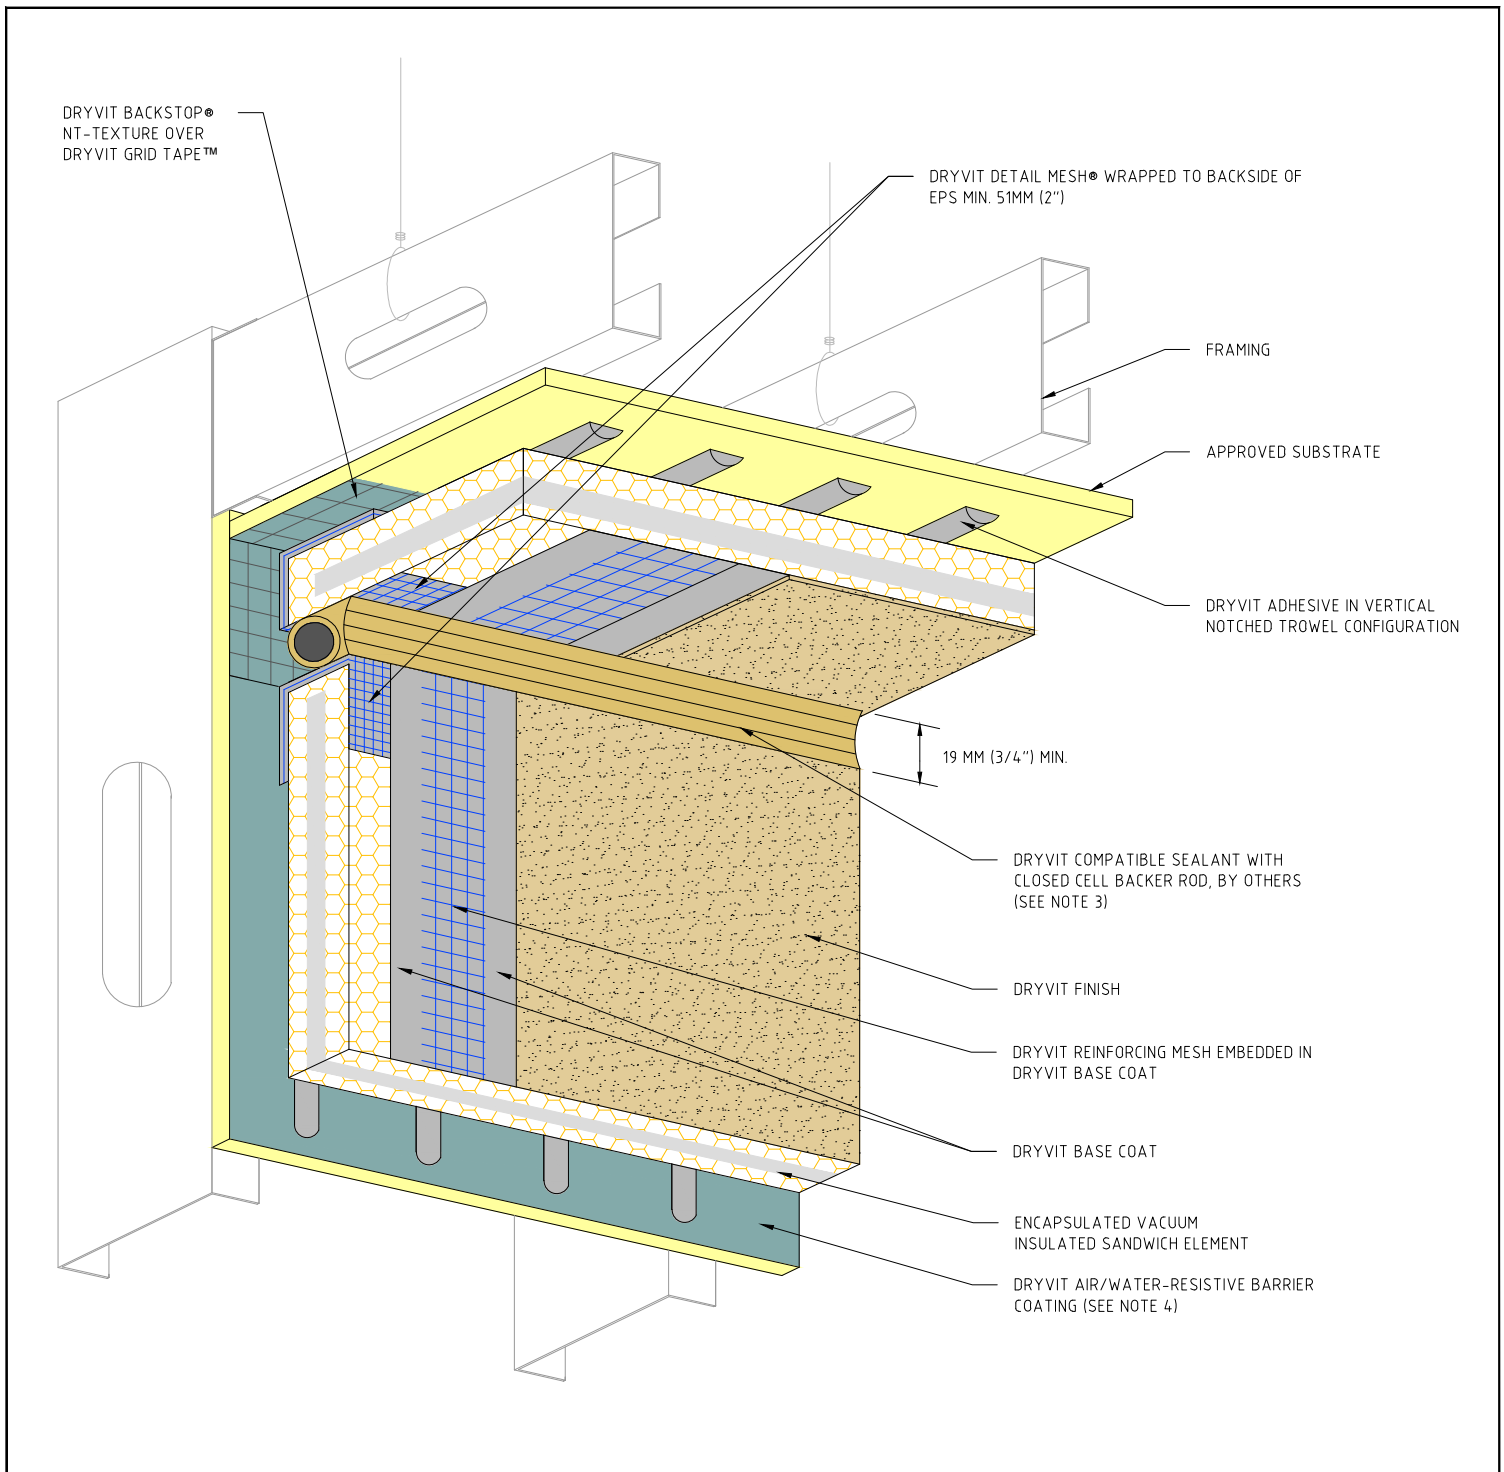 DRYVIT BACKSTOP®
NT-TEXTURE OVER
DRYVIT GRID TAPE™
DRYVIT DETAIL MESH® WRAPPED TO BACKSIDE OF
EPS MIN. 51MM (2")
FRAMING
APPROVED SUBSTRATE
DRYVIT ADHESIVE IN VERTICAL
NOTCHED TROWEL CONFIGURATION
19 MM (3/4") MIN.
DRYVIT COMPATIBLE SEALANT WITH
CLOSED CELL BACKER ROD, BY OTHERS
(SEE NOTE 3)
DRYVIT FINISH
DRYVIT REINFORCING MESH EMBEDDED IN
DRYVIT BASE COAT
DRYVIT BASE COAT
ENCAPSULATED VACUUM
INSULATED SANDWICH ELEMENT
DRYVIT AIR/WATER-RESISTIVE BARRIER
COATING (SEE NOTE 4)